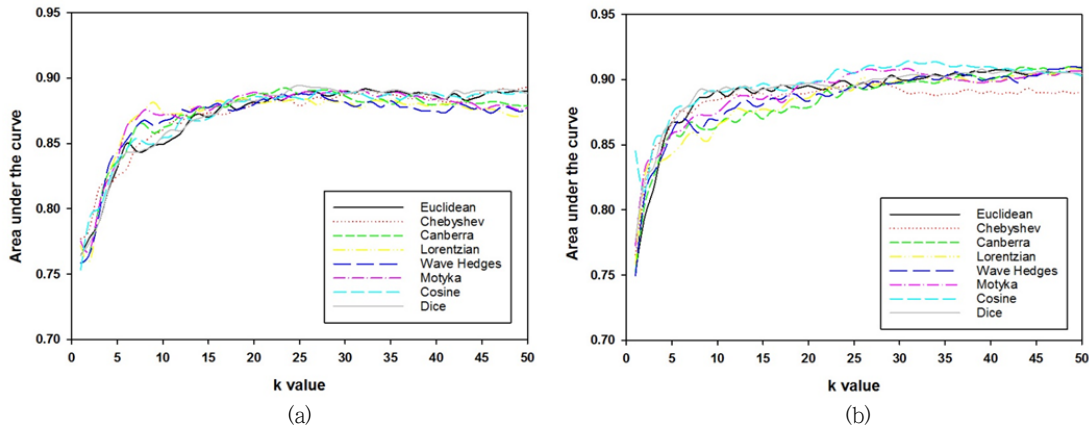 0.95
0.90
0.85
0.80
0.75
0.70
Area under the curve
0 5 10 15 20 25 30 35 40 45 50
k value
Euclidean
Chebyshev
Canberra
Lorentzian
Wave Hedges
Motyka
Cosine
Dice
(a)
0.95
0.90
0.85
0.80
0.75
0.70
Area under the curve
0 5 10 15 20 25 30 35 40 45 50
k value
Euclidean
Chebyshev
Canberra
Lorentzian
Wave Hedges
Motyka
Cosine
Dice
(b)